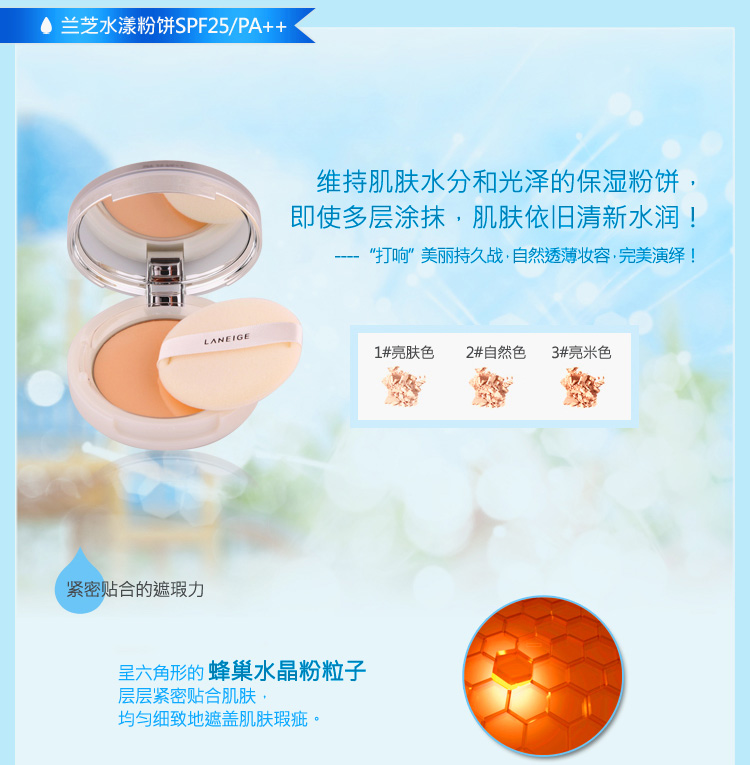 兰芝水漾粉饼SPF25/PA++
维持肌肤水分和光泽的保湿粉饼，
即使多层涂抹，肌肤依旧清新水润！
---- “打响”美丽持久战，自然透薄妆容，完美演绎！
LANEIGE
1#亮肤色 2#自然色 3#亮米色
紧密贴合的遮瑕力
呈六角形的 蜂巢水晶粉粒子
层层紧密贴合肌肤，
均匀细致地遮盖肌肤瑕疵。